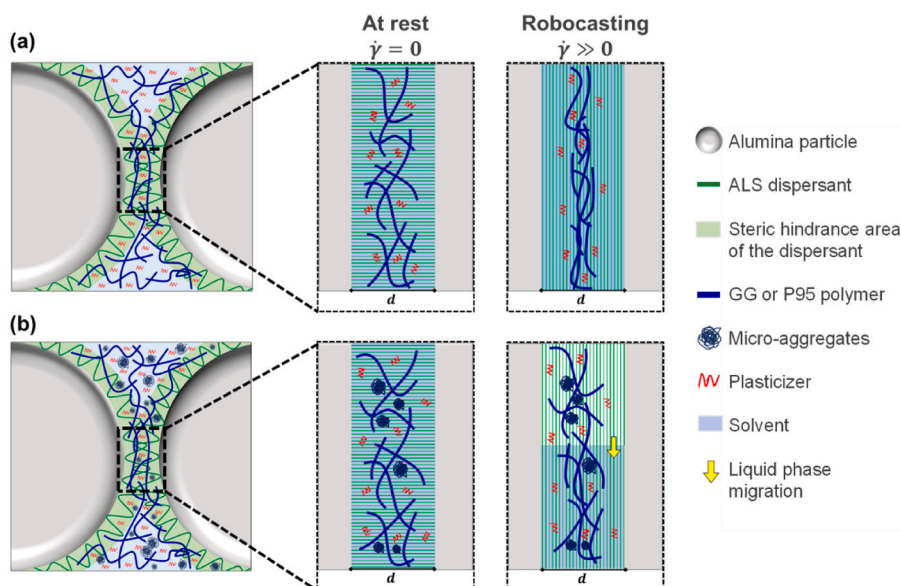 At rest
γ̇ = 0
Robocasting
γ̇ ≫ 0
(a)
d
d
(b)
d
d
Alumina particle
ALS dispersant
Steric hindrance area
of the dispersant
GG or P95 polymer
Micro-aggregates
Plasticizer
Solvent
Liquid phase
migration